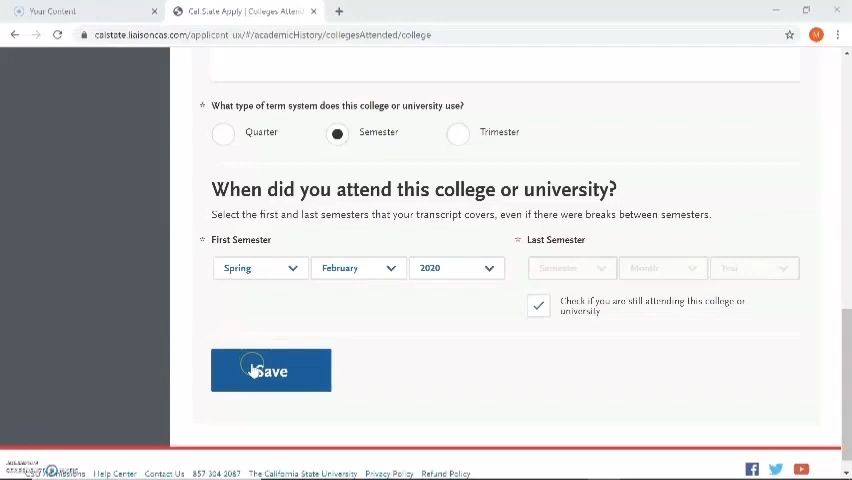 Your Content
Cal State Apply | Colleges Attend
calstate.liaisoncas.com/applicant-ux/#/academicHistory/collegesAttended/college
M
* What type of term system does this college or university use?
Quarter Semester Trimester
When did you attend this college or university?
Select the first and last semesters that your transcript covers, even if there were breaks between semesters.
* First Semester * Last Semester
Spring February 2020 Semester Month Year
Check if you are still attending this college or
university
Save
Help Center Contact Us 857-304-2087 The California State University Privacy Policy Refund Policy